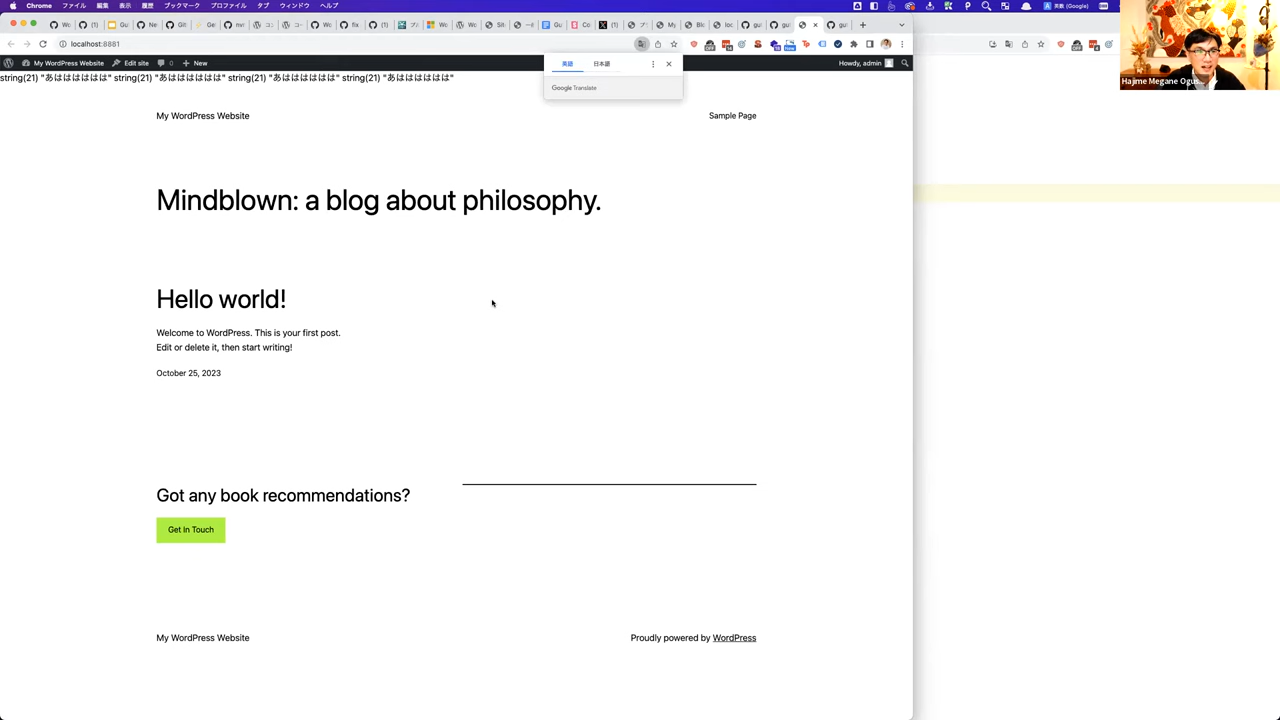 Chrome ファイル 編集 表示 履歴 ブックマーク プロファイル タブ ウィンドウ ヘルプ
英数 (Google)
localhost:8881
My WordPress Website Edit site 0 New Howdy, admin
英語 日本語
Google Translate
string(21) "あはははははは" string(21) "あはははははは" string(21) "あはははははは" string(21) "あはははははは"
Hajime Megane Ogus...
My WordPress Website Sample Page
Mindblown: a blog about philosophy.
Hello world!
Welcome to WordPress. This is your first post.
Edit or delete it, then start writing!
October 25, 2023
Got any book recommendations?
Get In Touch
My WordPress Website Proudly powered by WordPress